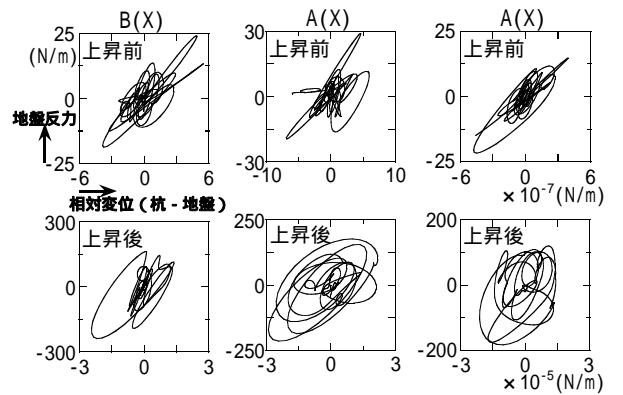 B(X) A(X) A(X)
25 30 25
(N/m) 上昇前 上昇前 上昇前
0 0 0
地盤反力
-25 -30 -25
-6 0 6 -10 0 10 -6 0 6
×10-7(N/m)
相対変位(杭-地盤)
300 250 200
上昇後 上昇後 上昇後
0 0 0
-300 -250 -200
-3 0 3 -3 0 3 -3 0 3
×10-5(N/m)